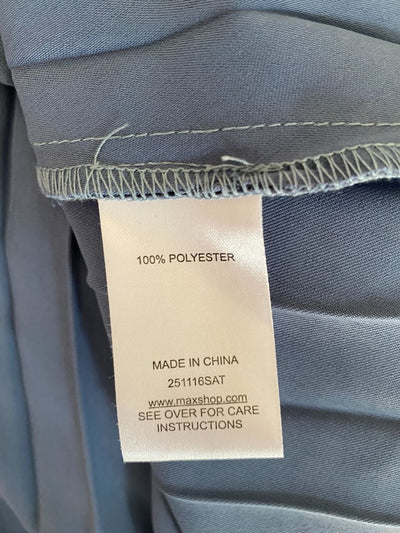 100% POLYESTER
MADE IN CHINA
251116SAT
www.maxshop.com
SEE OVER FOR CARE
INSTRUCTIONS